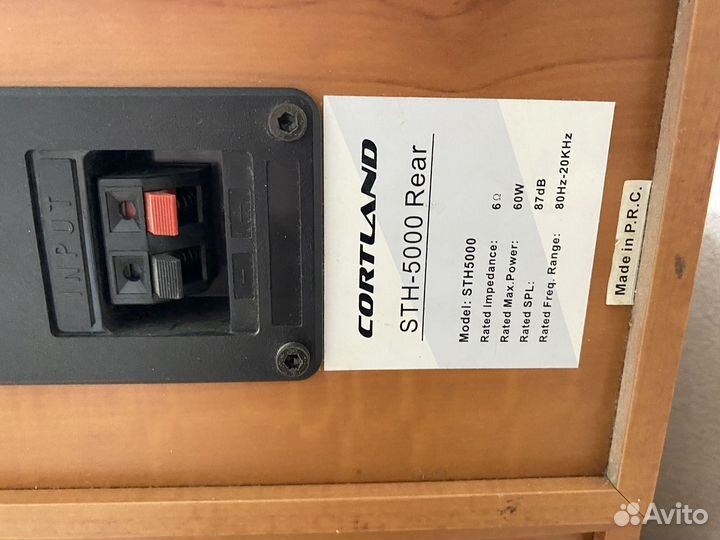 INPUT
+
-
CORTLAND
STH-5000 Rear
Model: STH5000
Rated Impedance: 6Ω
Rated Max.Power: 60W
Rated SPL: 87dB
Rated Freq. Range: 80Hz-20KHz
Made in P.R.C.
Avito